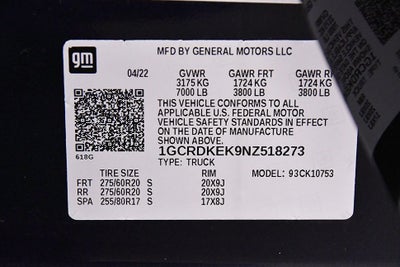 gm
MFD BY GENERAL MOTORS LLC
04/22 GVWR GAWR FRT GAWR RR
3175 KG 1724 KG 1724 KG
7000 LB 3800 LB 3800 LB
THIS VEHICLE CONFORMS TO ALL
APPLICABLE U.S. FEDERAL MOTOR
VEHICLE SAFETY STANDARDS IN EFFECT
ON THE DATE OF MANUFACTURE
SHOWN ABOVE.
618G
1GCRDKEK9NZ518273
TYPE: TRUCK
TIRE SIZE RIM MODEL: 93CK10753
FRT 275/60R20 S 20X9J
RR 275/60R20 S 20X9J
SPA 255/80R17 S 17X8J